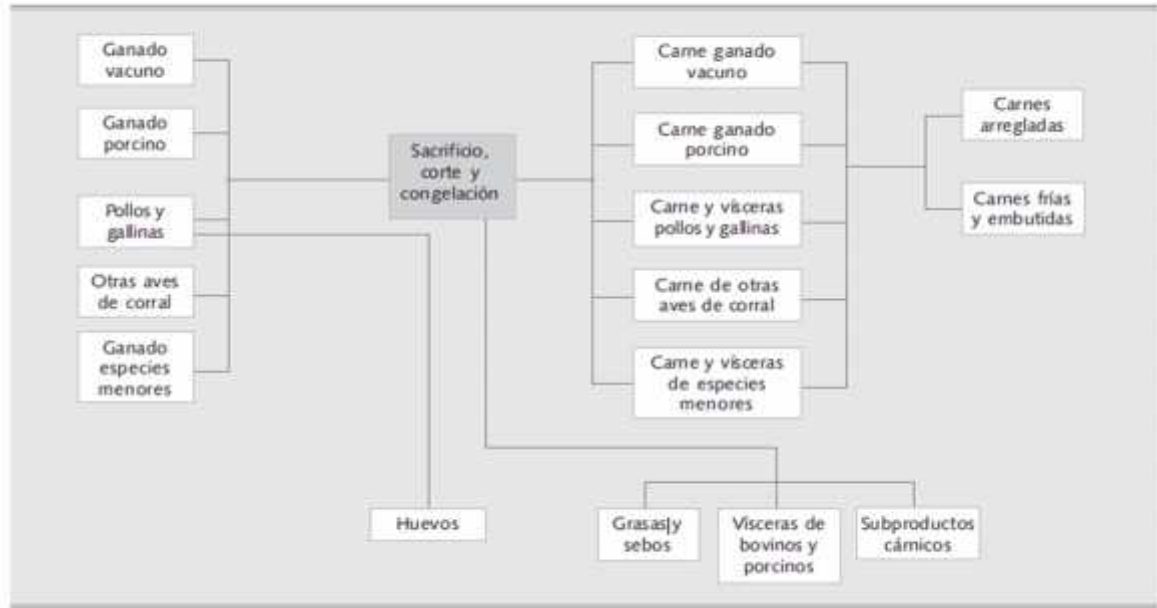 Ganado
vacuno
Ganado
porcino
Pollos y
gallinas
Otras aves
de corral
Ganado
especies
menores
Sacrificio,
corte y
congelación
Carne ganado
vacuno
Carne ganado
porcino
Carne y vísceras
pollos y gallinas
Carne de otras
aves de corral
Carne y vísceras
de especies
menores
Carnes
arregladas
Carnes frías
y embutidas
Huevos
Grasas|y
sebos
Vísceras de
bovinos y
porcinos
Subproductos
cárnicos